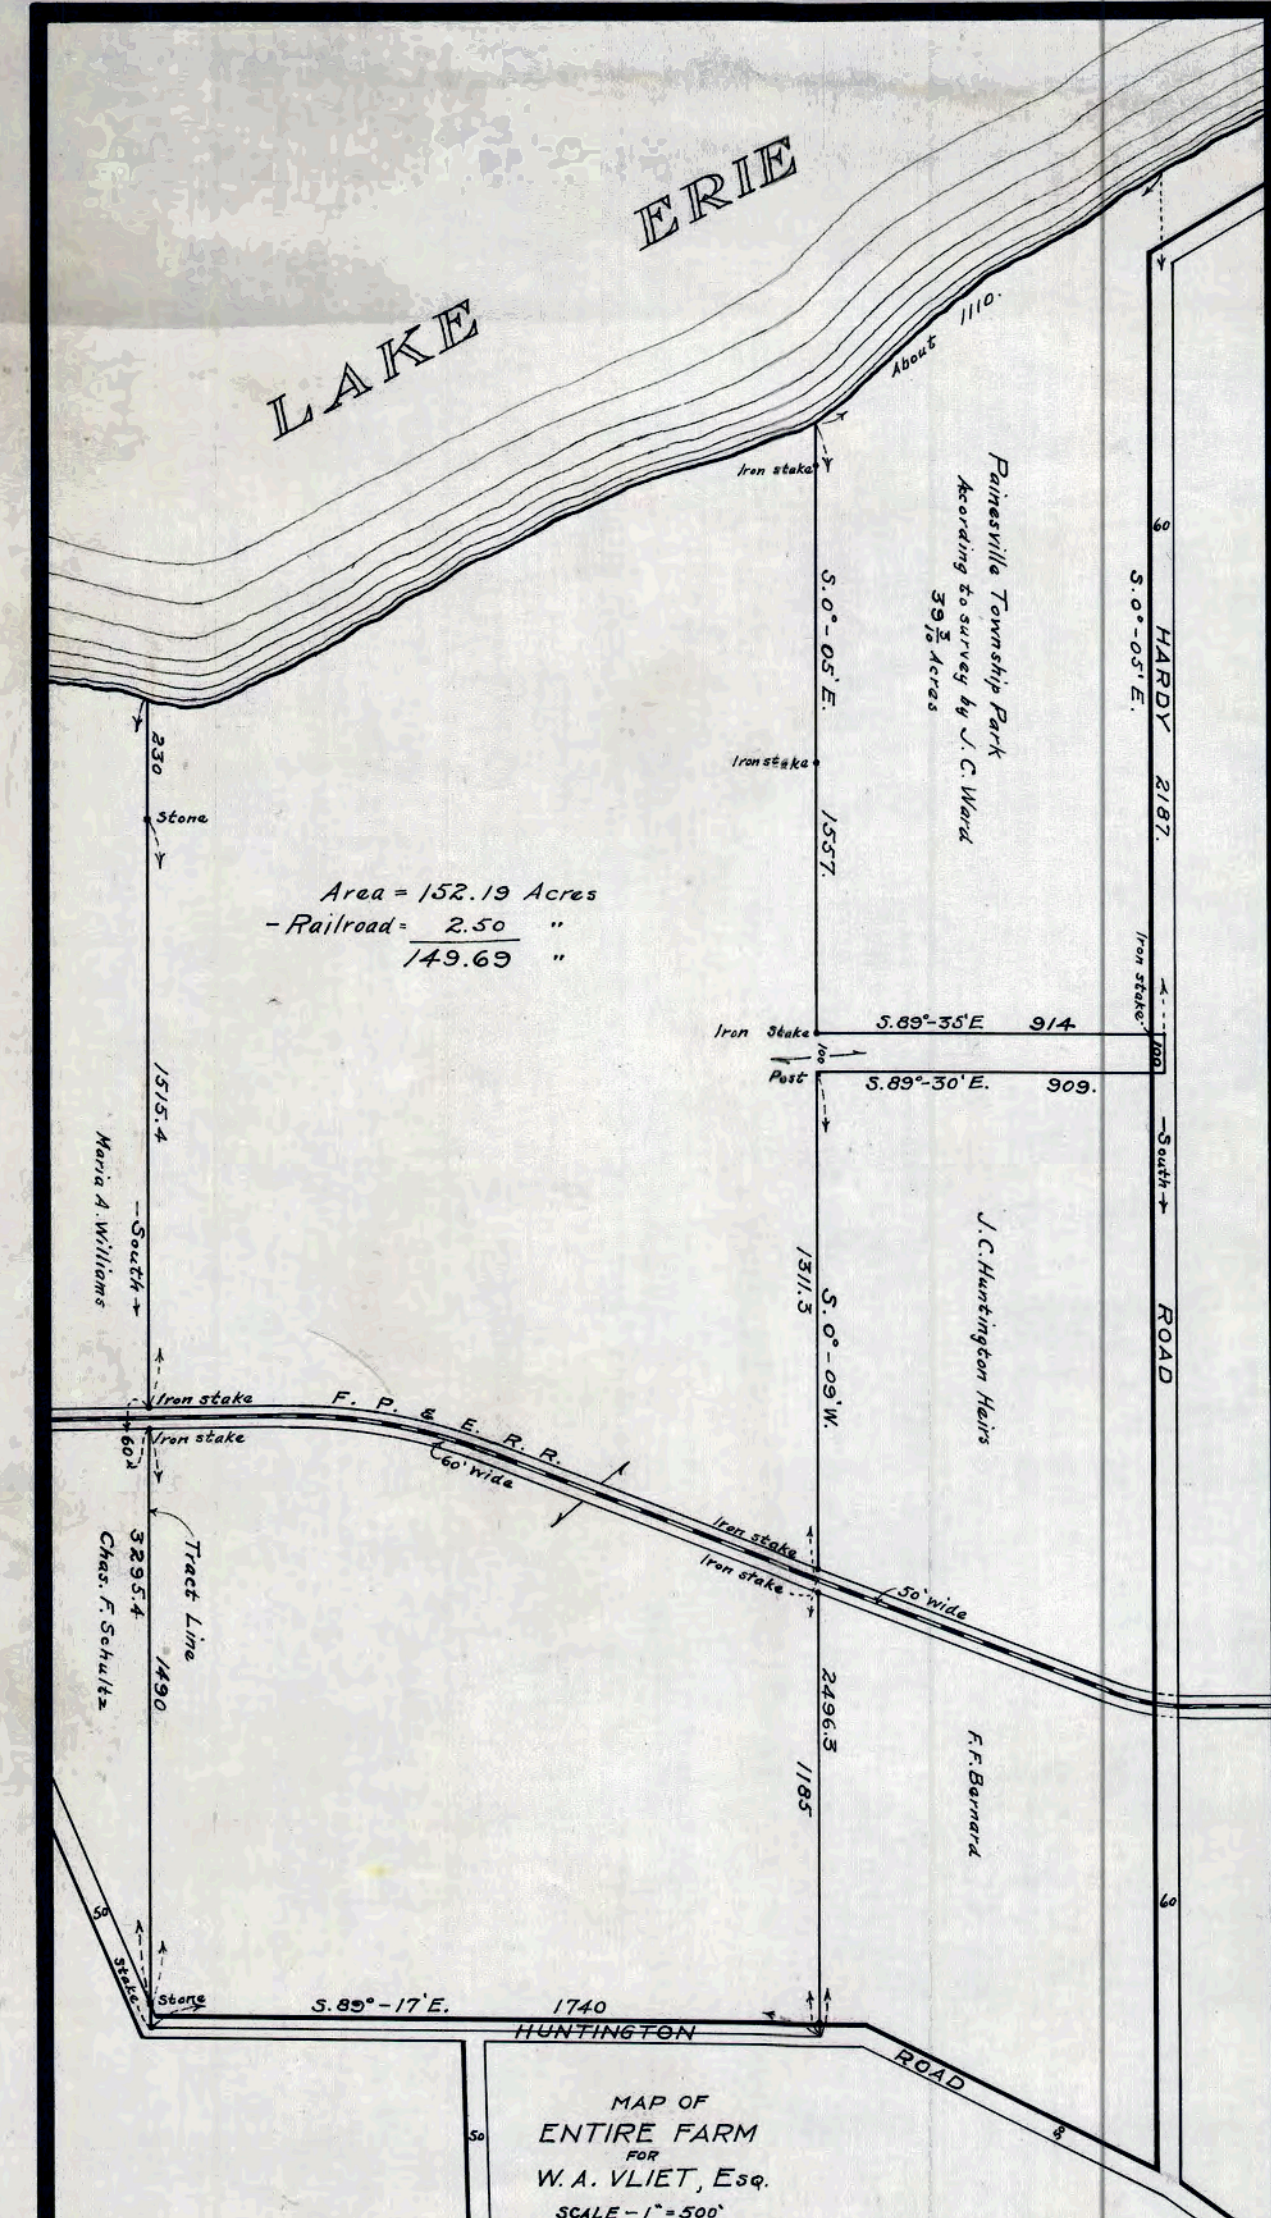 LAKE ERIE
About 1110.
Iron stake
Painesville Township Park
According to survey by J. C. Ward
39 3/10 Acres
S. 0°-05' E.
Iron stake
1557.
60
S. 0°-05' E.
HARDY 2187.
Iron stake.
230
Stone
Area = 152.19 Acres
- Railroad = 2.50 "
149.69 "
Iron Stake
S. 89°-35' E 914
100
100
Post
S. 89°-30' E. 909.
1515.4
Maria A. Williams
-South→
-South→
ROAD
J. C. Huntington Heirs
1311.3
S. 0°-09' W.
Iron stake
F. P. & E. R. R.
Iron stake
60'
60' wide
Iron stake
Iron stake
50' wide
Tract Line
3295.4
Chas. F. Schultz
1490
2496.3
1185
F. F. Barnard
60
50
Stake
Stone
S. 89°-17' E. 1740
HUNTINGTON
ROAD
50
MAP OF
ENTIRE FARM
FOR
W. A. VLIET, Esq.
SCALE - 1" = 500'